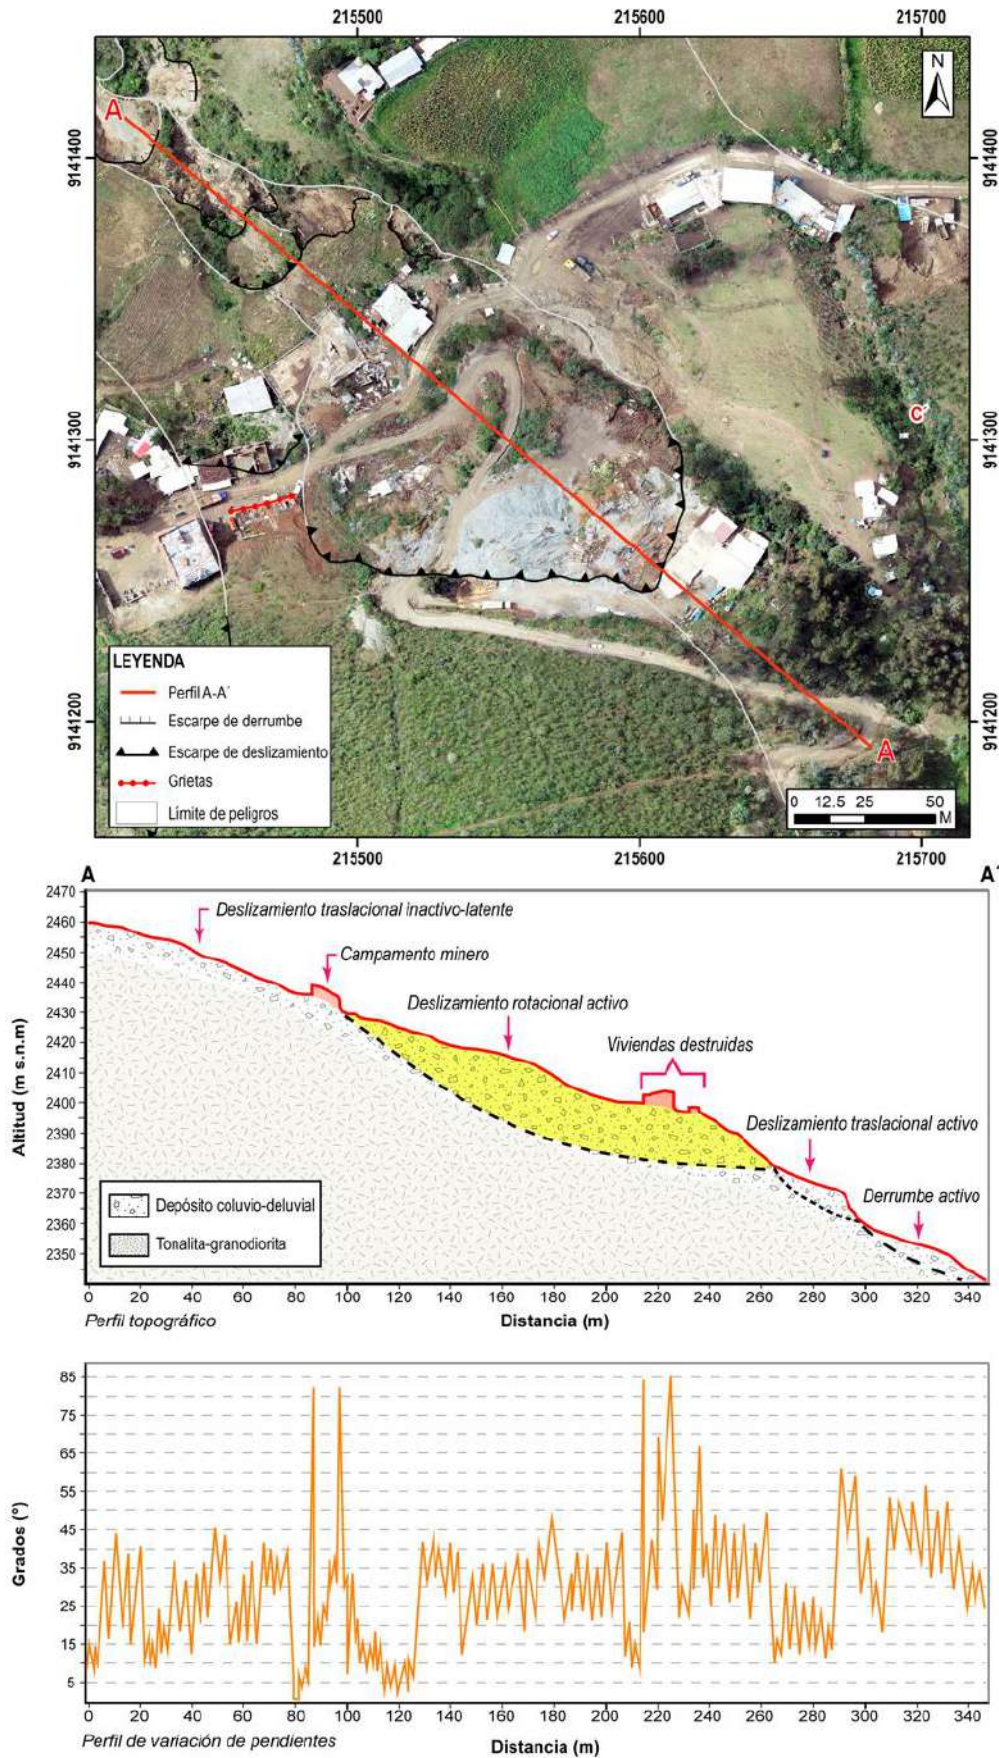 215500 215600 215700
N
A
9141400 9141400
C
9141300 9141300
LEYENDA
Perfil A-A´
Escarpe de derrumbe
Escarpe de deslizamiento
Grietas
Límite de peligros
9141200 9141200
A
0 12.5 25 50
M
215500 215600 215700
A A´
2470
2460
2450
2440
2430
2420
2410
2400
2390
2380
2370
2360
2350
Altitud (m s.n.m)
Deslizamiento traslacional inactivo-latente
Campamento minero
Deslizamiento rotacional activo
Viviendas destruidas
Deslizamiento traslacional activo
Derrumbe activo
Depósito coluvio-deluvial
Tonalita-granodiorita
0 20 40 60 80 100 120 140 160 180 200 220 240 260 280 300 320 340
Perfil topográfico
Distancia (m)
85
75
65
55
45
35
25
15
5
Grados (°)
0 20 40 60 80 100 120 140 160 180 200 220 240 260 280 300 320 340
Perfil de variación de pendientes
Distancia (m)